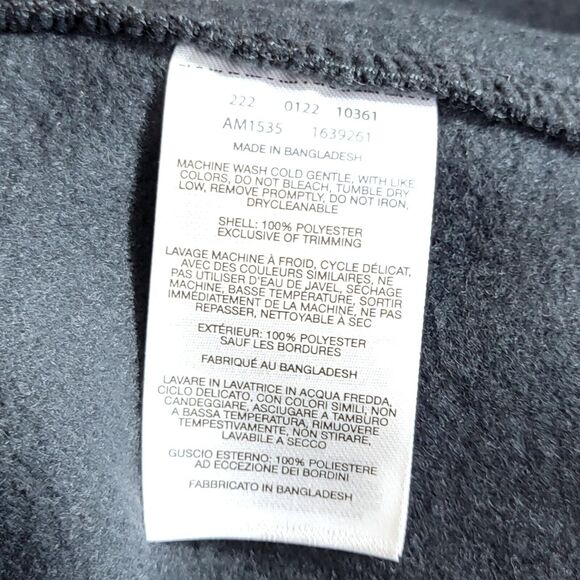 222 0122 10361
AM1535 1639261
MADE IN BANGLADESH
MACHINE WASH COLD GENTLE, WITH LIKE
COLORS, DO NOT BLEACH, TUMBLE DRY
LOW, REMOVE PROMPTLY, DO NOT IRON,
DRYCLEANABLE
SHELL: 100% POLYESTER
EXCLUSIVE OF TRIMMING
LAVAGE MACHINE À FROID, CYCLE DÉLICAT,
AVEC DES COULEURS SIMILAIRES, NE
PAS UTILISER D'EAU DE JAVEL, SÉCHAGE
MACHINE, BASSE TEMPÉRATURE, SORTIR
IMMÉDIATEMENT DE LA MACHINE, NE PAS
REPASSER, NETTOYABLE À SEC
EXTÉRIEUR: 100% POLYESTER
SAUF LES BORDURES
FABRIQUÉ AU BANGLADESH
LAVARE IN LAVATRICE IN ACQUA FREDDA,
CICLO DELICATO, CON COLORI SIMILI, NON
CANDEGGIARE, ASCIUGARE A TAMBURO
A BASSA TEMPERATURA, RIMUOVERE
TEMPESTIVAMENTE, NON STIRARE,
LAVABILE A SECCO
GUSCIO ESTERNO: 100% POLIESTERE
AD ECCEZIONE DEI BORDINI
FABBRICATO IN BANGLADESH